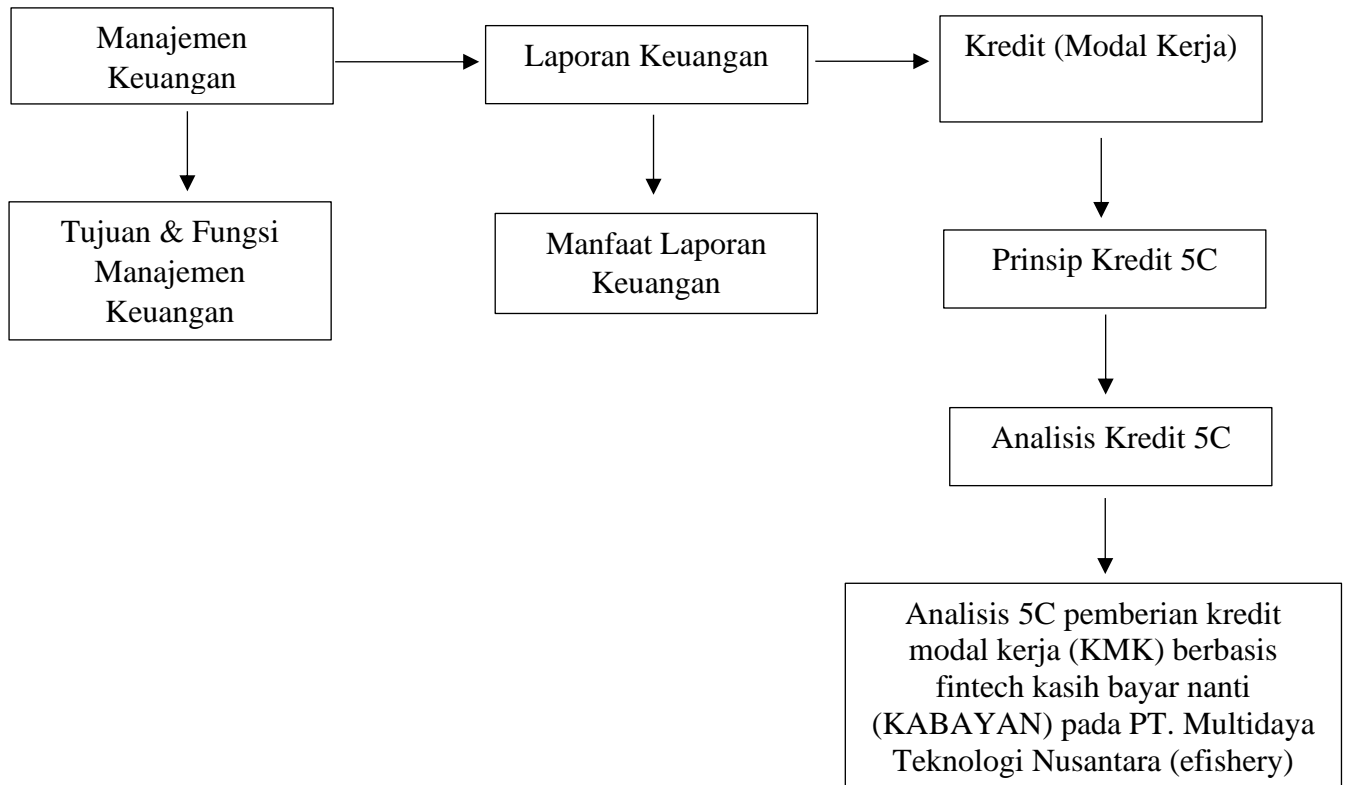 Manajemen
Keuangan
Laporan Keuangan
Kredit (Modal Kerja)
Tujuan & Fungsi
Manajemen
Keuangan
Manfaat Laporan
Keuangan
Prinsip Kredit 5C
Analisis Kredit 5C
Analisis 5C pemberian kredit
modal kerja (KMK) berbasis
fintech kasih bayar nanti
(KABAYAN) pada PT. Multidaya
Teknologi Nusantara (efishery)